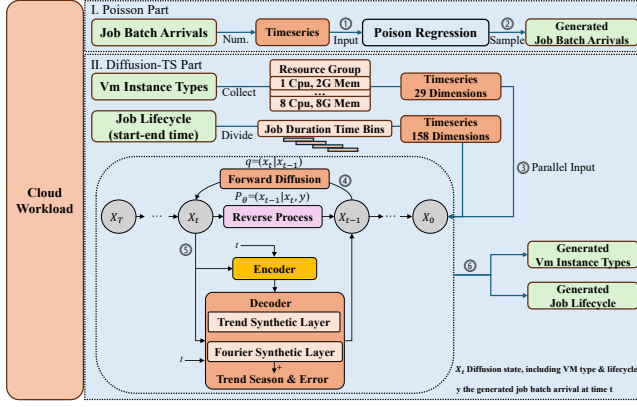 Cloud
Workload
I. Poisson Part
Job Batch Arrivals
Num.
Timeseries
①
Input
Poisson Regression
②
Sample
Generated
Job Batch Arrivals
II. Diffusion-TS Part
Vm Instance Types
Collect
Resource Group
1 Cpu, 2G Mem
...
8 Cpu, 8G Mem
Timeseries
29 Dimensions
Job Lifecycle
(start-end time)
Divide
Job Duration Time Bins
Timeseries
158 Dimensions
③ Parallel Input
q=(x_t|x_{t-1})
Forward Diffusion
④
P_θ=(x_{t-1}|x_t, y)
X_T
...
X_t
Reverse Process
X_{t-1}
...
X_0
⑤
t
Encoder
Decoder
Trend Synthetic Layer
t
Fourier Synthetic Layer
+
Trend Season & Error
⑥
Generated
Vm Instance Types
Generated
Job Lifecycle
X_t Diffusion state, including VM type & lifecycle
y the generated job batch arrival at time t